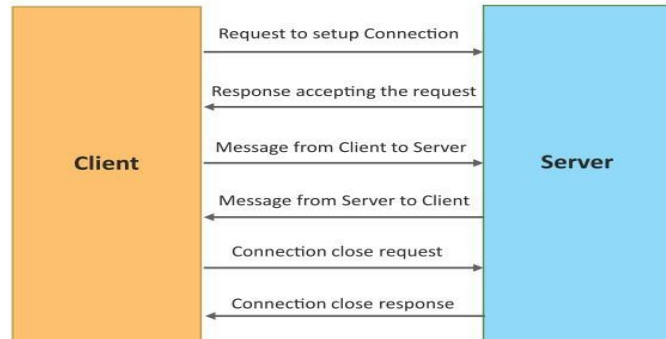 Request to setup Connection
Response accepting the request
Message from Client to Server
Client
Server
Message from Server to Client
Connection close request
Connection close response